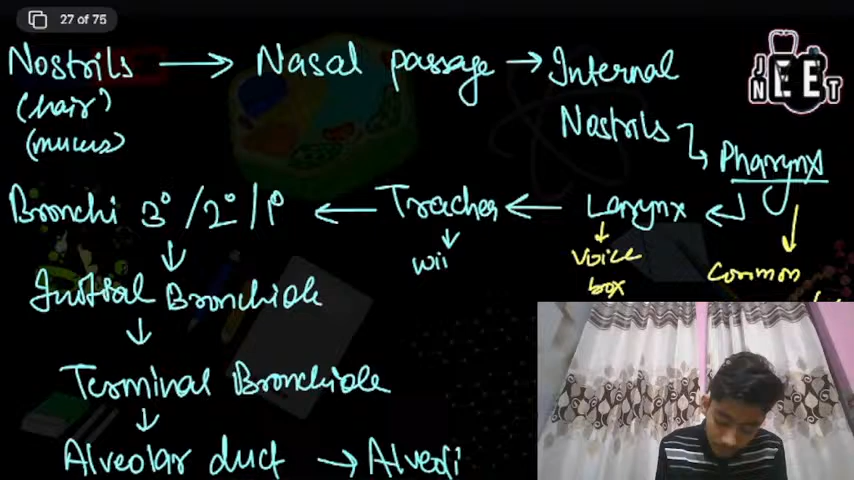 27 of 75
Nostrils → Nasal passage → Internal
(hair)
(mucus)
Nostrils
Pharynx
JNEET
Bronchi 3° / 2° / 1° ← Trachea ← Larynx
Voice
box
Common
Initial Bronchiole
Terminal Bronchiole
Alveolar duct → Alveoli